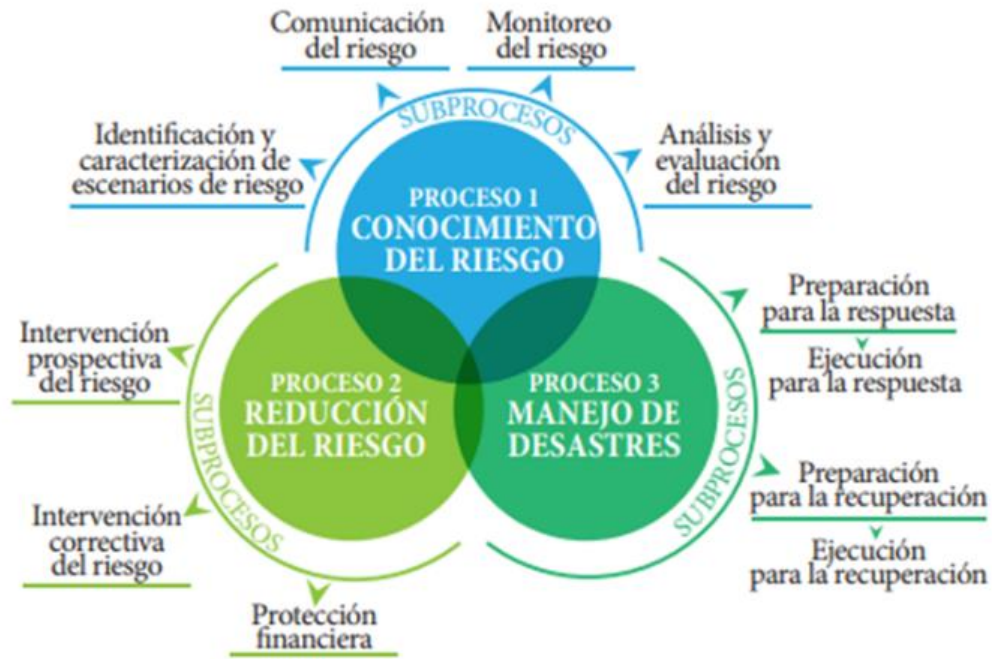 Comunicación
del riesgo
Monitoreo
del riesgo
Identificación y
caracterización de
escenarios de riesgo
SUBPROCESOS
Análisis y
evaluación
del riesgo
PROCESO 1
CONOCIMIENTO
DEL RIESGO
Intervención
prospectiva
del riesgo
Intervención
correctiva
del riesgo
Protección
financiera
SUBPROCESOS
PROCESO 2
REDUCCIÓN
DEL RIESGO
PROCESO 3
MANEJO DE
DESASTRES
SUBPROCESOS
Preparación
para la respuesta
Ejecución
para la respuesta
Preparación
para la recuperación
Ejecución
para la recuperación